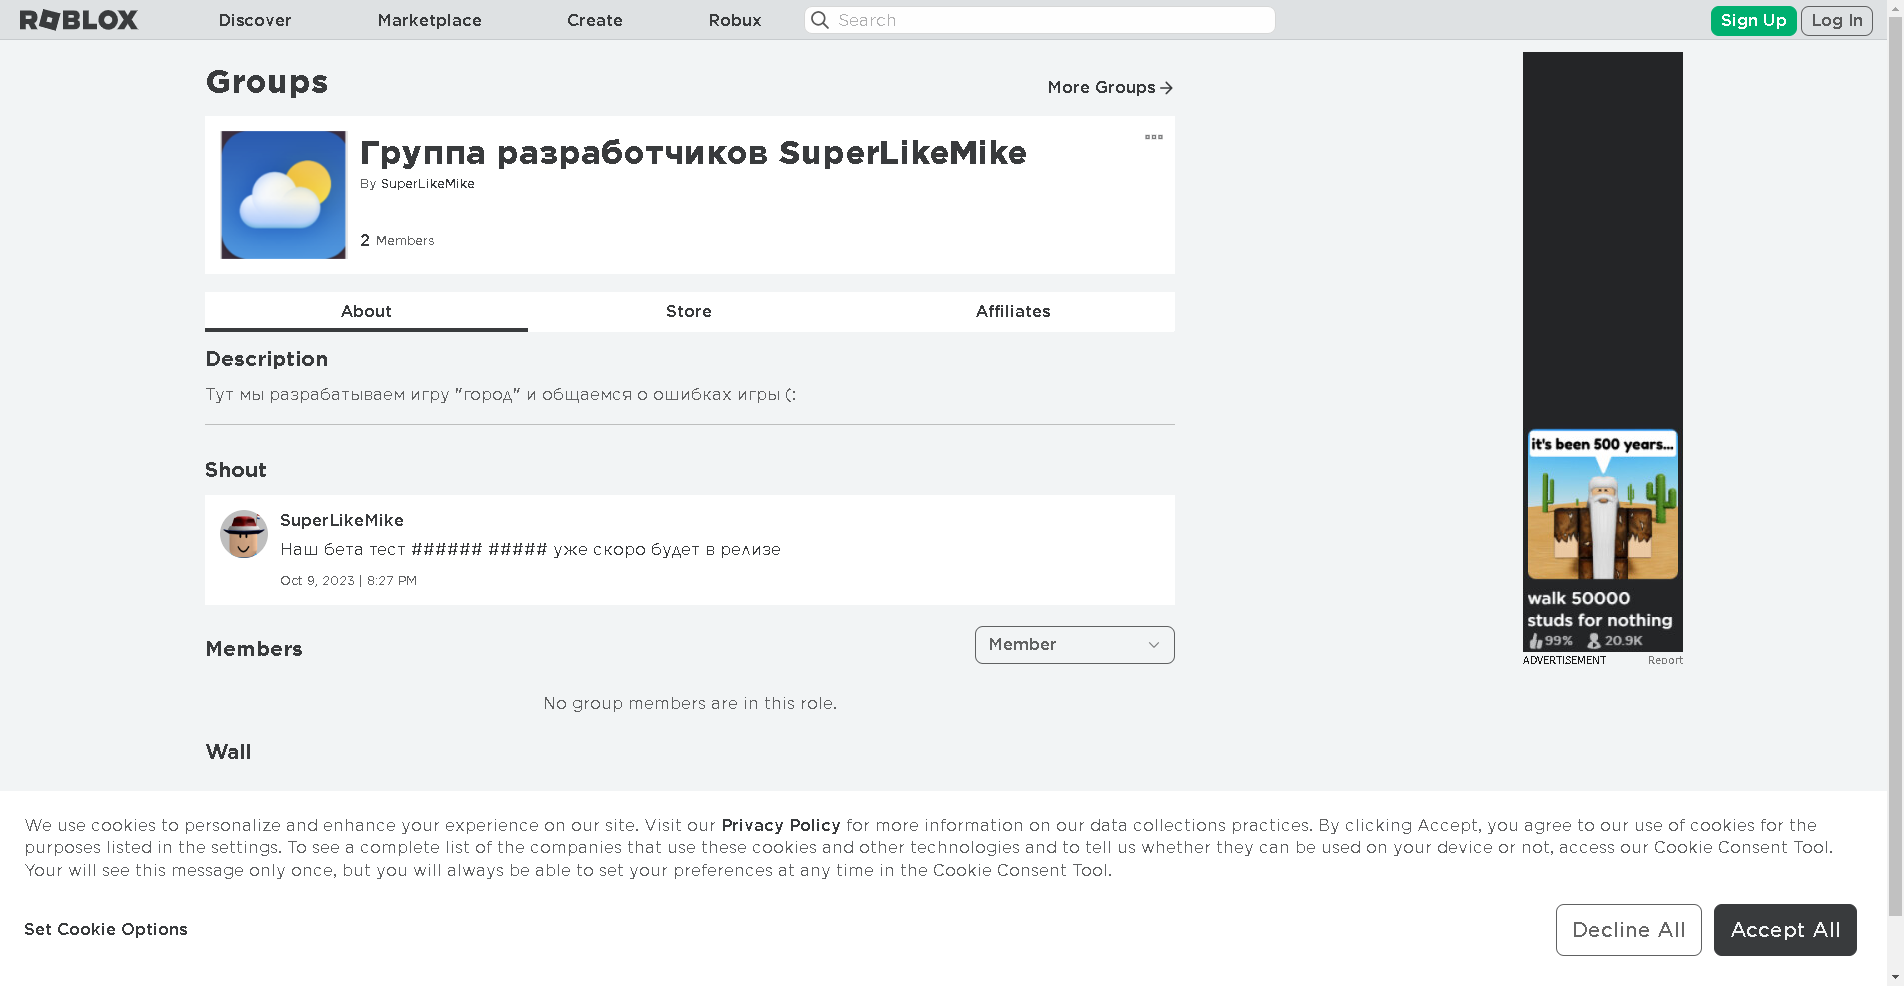 ROBLOX Discover Marketplace Create Robux Search Sign Up Log In
Groups
More Groups
Группа разработчиков SuperLikeMike
By SuperLikeMike
2 Members
About Store Affiliates
Description
Тут мы разрабатываем игру "город" и общаемся о ошибках игры (:
Shout
SuperLikeMike
Наш бета тест ###### ##### уже скоро будет в релизе
Oct 9, 2023 | 8:27 PM
Members
Member
No group members are in this role.
Wall
it's been 500 years...
walk 50000
studs for nothing
99% 20.9K
ADVERTISEMENT Report
We use cookies to personalize and enhance your experience on our site. Visit our Privacy Policy for more information on our data collections practices. By clicking Accept, you agree to our use of cookies for the
purposes listed in the settings. To see a complete list of the companies that use these cookies and other technologies and to tell us whether they can be used on your device or not, access our Cookie Consent Tool.
Your will see this message only once, but you will always be able to set your preferences at any time in the Cookie Consent Tool.
Set Cookie Options
Decline All
Accept All